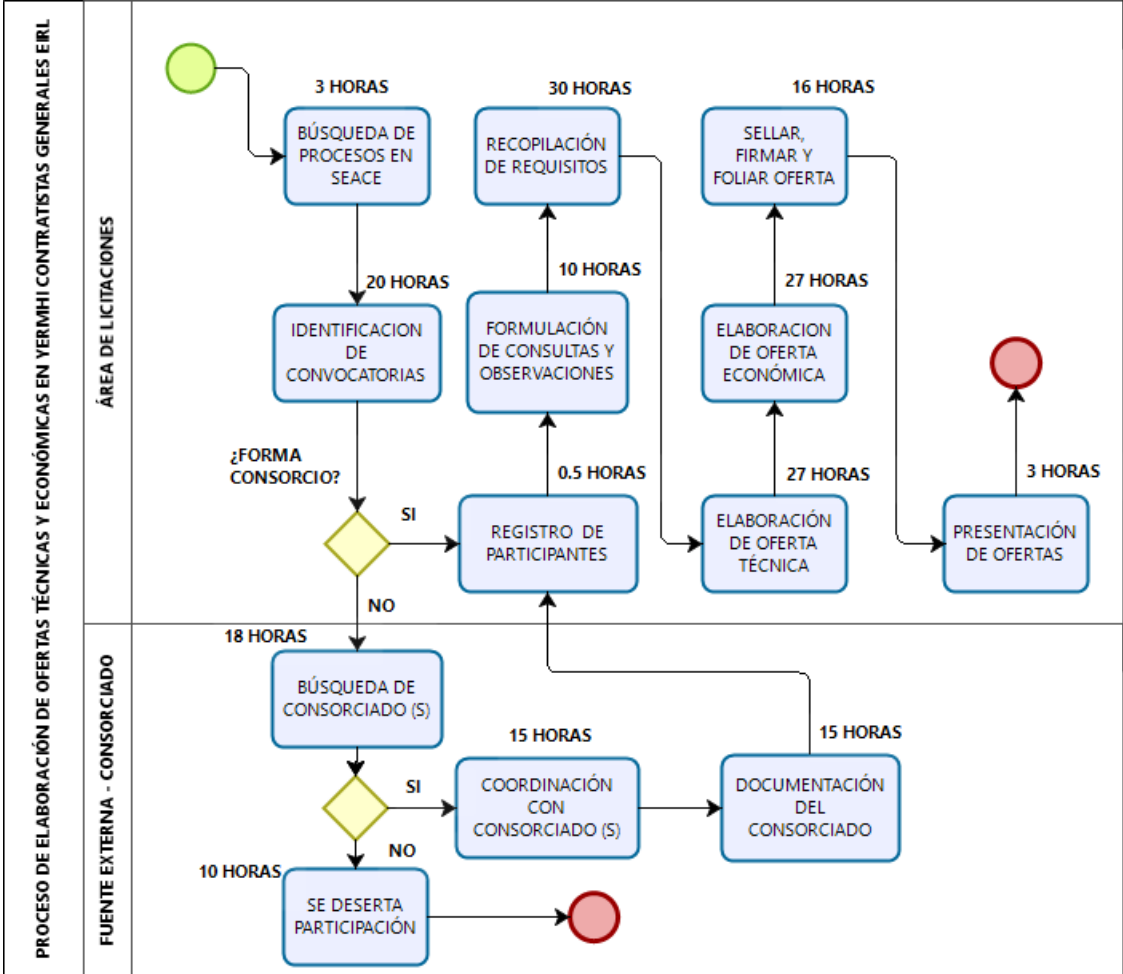 PROCESO DE ELABORACIÓN DE OFERTAS TÉCNICAS Y ECONÓMICAS EN YERMHI CONTRATISTAS GENERALES EIRL
ÁREA DE LICITACIONES
3 HORAS
BÚSQUEDA DE
PROCESOS EN
SEACE
20 HORAS
IDENTIFICACION
DE
CONVOCATORIAS
¿FORMA
CONSORCIO?
SI
NO
0.5 HORAS
REGISTRO DE
PARTICIPANTES
10 HORAS
FORMULACIÓN
DE CONSULTAS Y
OBSERVACIONES
30 HORAS
RECOPILACIÓN
DE REQUISITOS
27 HORAS
ELABORACIÓN
DE OFERTA
TÉCNICA
27 HORAS
ELABORACION
DE OFERTA
ECONÓMICA
16 HORAS
SELLAR,
FIRMAR Y
FOLIAR OFERTA
3 HORAS
PRESENTACIÓN
DE OFERTAS
FUENTE EXTERNA - CONSORCIADO
18 HORAS
BÚSQUEDA DE
CONSORCIADO (S)
SI
NO
15 HORAS
COORDINACIÓN
CON
CONSORCIADO (S)
15 HORAS
DOCUMENTACIÓN
DEL
CONSORCIADO
10 HORAS
SE DESERTA
PARTICIPACIÓN